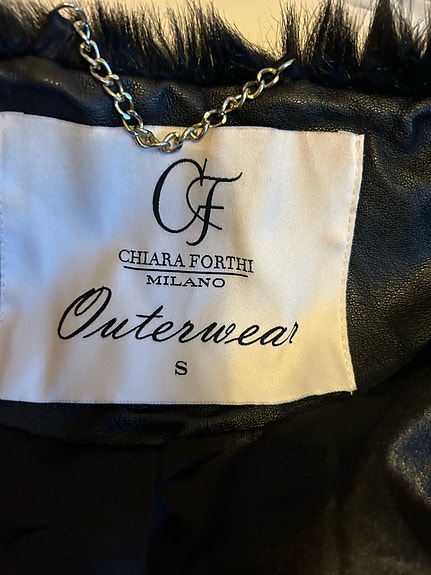 CF
CHIARA FORTHI
MILANO
Outerwear
S